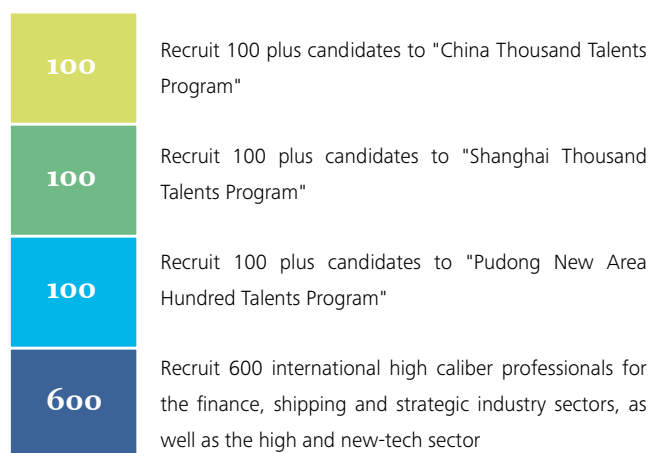 100
Recruit 100 plus candidates to "China Thousand Talents
Program"
100
Recruit 100 plus candidates to "Shanghai Thousand
Talents Program"
100
Recruit 100 plus candidates to "Pudong New Area
Hundred Talents Program"
600
Recruit 600 international high caliber professionals for
the finance, shipping and strategic industry sectors, as
well as the high and new-tech sector